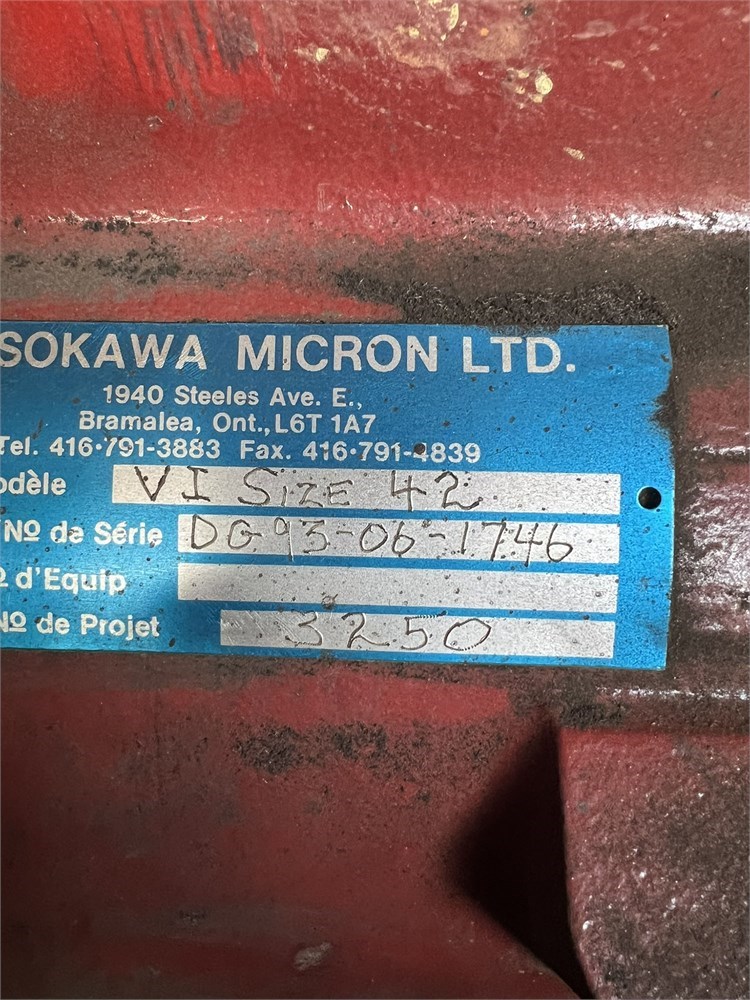 SOKAWA MICRON LTD.
1940 Steeles Ave. E.,
Bramalea, Ont., L6T 1A7
Tel. 416·791-3883 Fax. 416·791-4839
odèle VI SIZE 42
Nº de Série DG93-06-1746
º d'Equip
Nº de Projet 3250